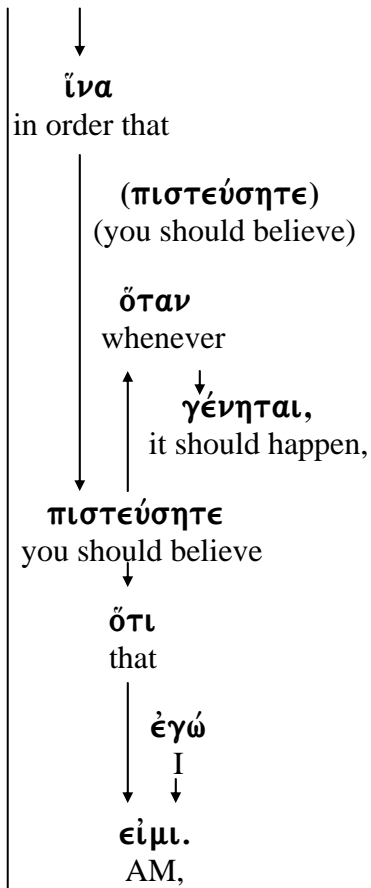 ἵνα
in order that
(πιστεύσητε)
(you should believe)
ὅταν
whenever
γένηται,
it should happen,
πιστεύσητε
you should believe
ὅτι
that
ἐγώ
I
εἰμι.
AM,